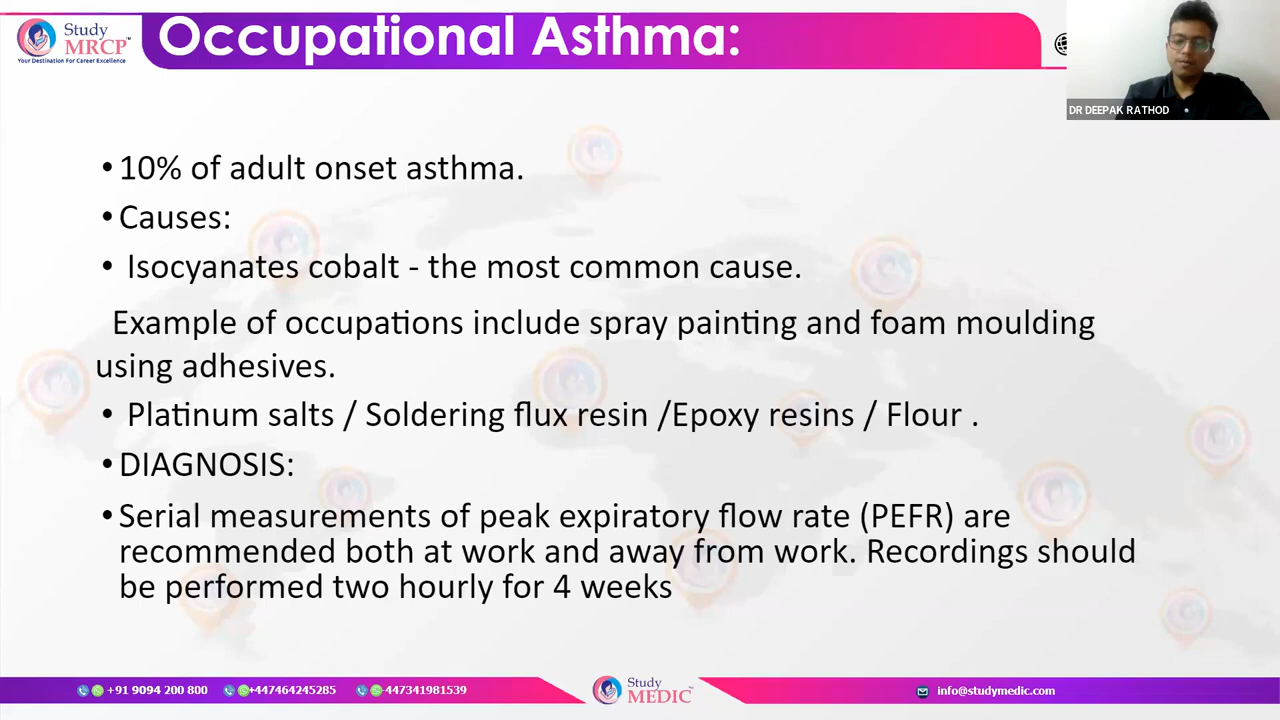 Study
MRCP™
Your Destination For Career Excellence
Occupational Asthma:
DR DEEPAK RATHOD
•10% of adult onset asthma.
•Causes:
• Isocyanates cobalt - the most common cause.
Example of occupations include spray painting and foam moulding
using adhesives.
• Platinum salts / Soldering flux resin /Epoxy resins / Flour .
•DIAGNOSIS:
•Serial measurements of peak expiratory flow rate (PEFR) are
recommended both at work and away from work. Recordings should
be performed two hourly for 4 weeks
+91 9094 200 800 +447464245285 -447341981539
Study
MEDIC™
info@studymedic.com